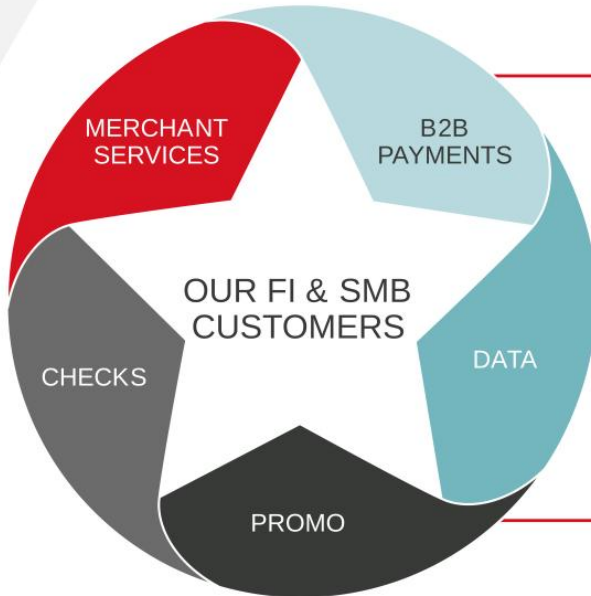 MERCHANT
SERVICES
B2B
PAYMENTS
OUR FI & SMB
CUSTOMERS
CHECKS
DATA
PROMO